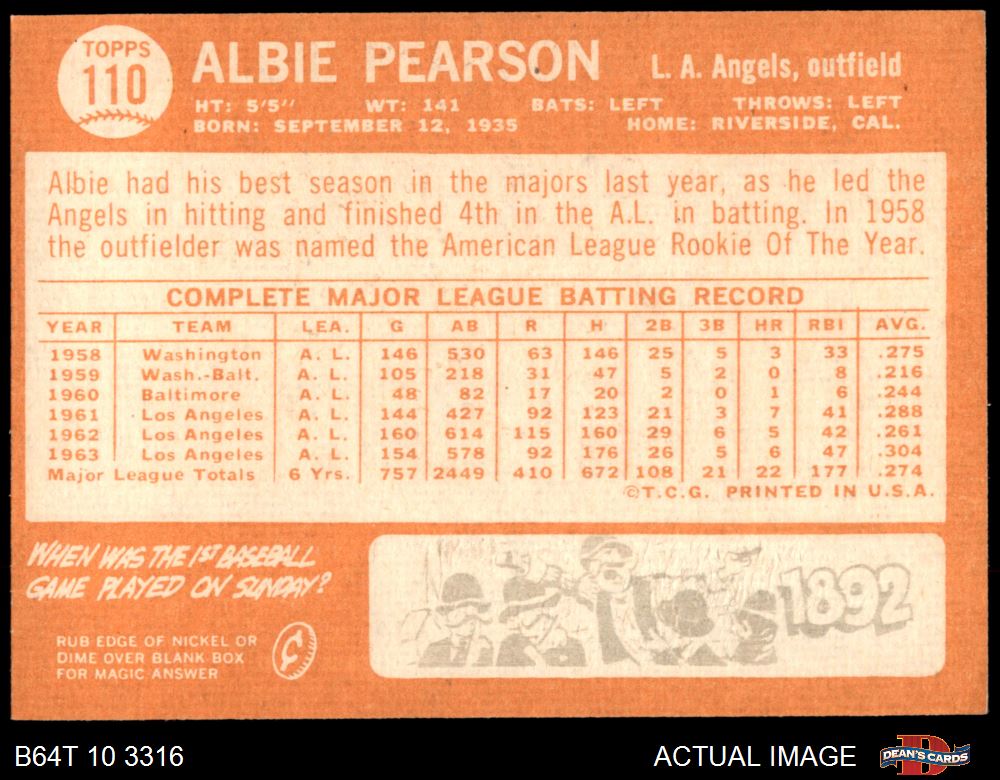 TOPPS
110
ALBIE PEARSON L. A. Angels, outfield
HT: 5'5'' WT: 141 BATS: LEFT THROWS: LEFT
BORN: SEPTEMBER 12, 1935 HOME: RIVERSIDE, CAL.
Albie had his best season in the majors last year, as he led the
Angels in hitting and finished 4th in the A.L. in batting. In 1958
the outfielder was named the American League Rookie Of The Year.
COMPLETE MAJOR LEAGUE BATTING RECORD
YEAR TEAM LEA. G AB R H 2B 3B HR RBI AVG.
1958 Washington A. L. 146 530 63 146 25 5 3 33 .275
1959 Wash.-Balt. A. L. 105 218 31 47 5 2 0 8 .216
1960 Baltimore A. L. 48 82 17 20 2 0 1 6 .244
1961 Los Angeles A. L. 144 427 92 123 21 3 7 41 .288
1962 Los Angeles A. L. 160 614 115 160 29 6 5 42 .261
1963 Los Angeles A. L. 154 578 92 176 26 5 6 47 .304
Major League Totals 6 Yrs. 757 2449 410 672 108 21 22 177 .274
©T.C.G. PRINTED IN U.S.A.
WHEN WAS THE 1ST BASEBALL
GAME PLAYED ON SUNDAY?
RUB EDGE OF NICKEL OR
DIME OVER BLANK BOX
FOR MAGIC ANSWER
1892
B64T 10 3316 ACTUAL IMAGE
DEAN'S CARDS